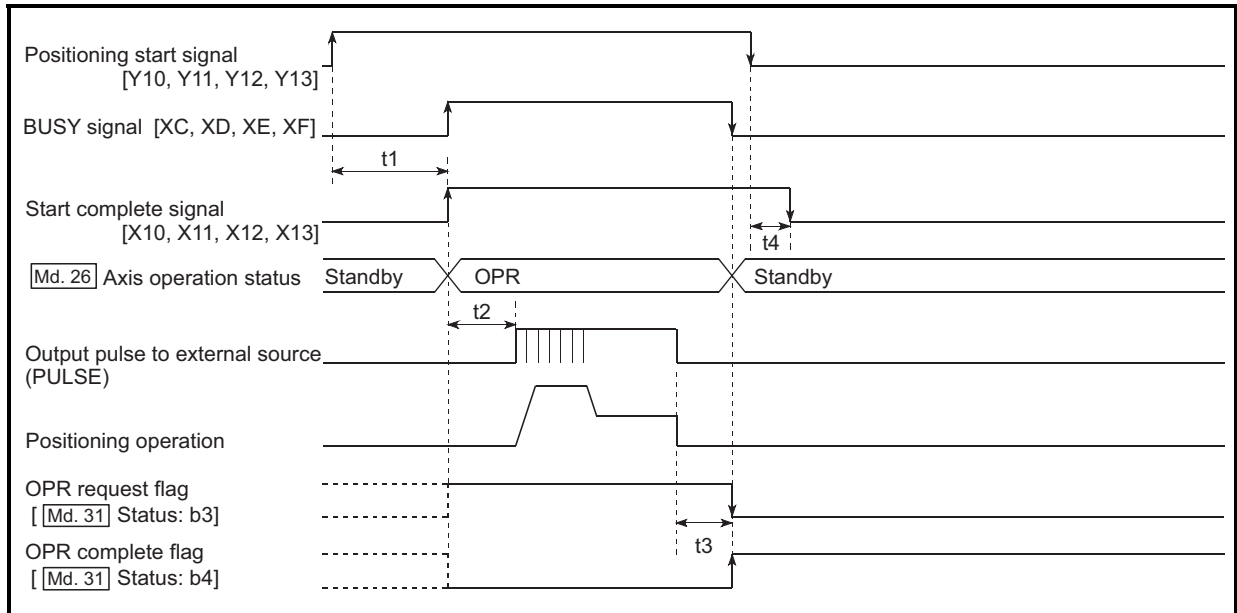 Positioning start signal
[Y10, Y11, Y12, Y13]
BUSY signal [XC, XD, XE, XF]
t1
Start complete signal
[X10, X11, X12, X13]
t4
Md. 26 Axis operation status
Standby
OPR
Standby
t2
Output pulse to external source
(PULSE)
Positioning operation
OPR request flag
[ Md. 31 Status: b3]
t3
OPR complete flag
[ Md. 31 Status: b4]